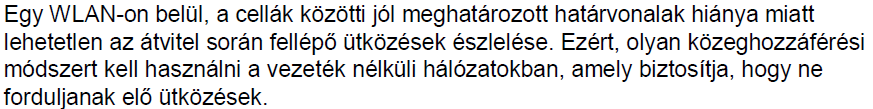 Egy WLAN-on belül, a cellák közötti jól meghatározott határvonalak hiánya miatt
lehetetlen az átvitel során fellépő ütközések észlelése. Ezért, olyan közeghozzáférési
módszert kell használni a vezeték nélküli hálózatokban, amely biztosítja, hogy ne
forduljanak elő ütközések.